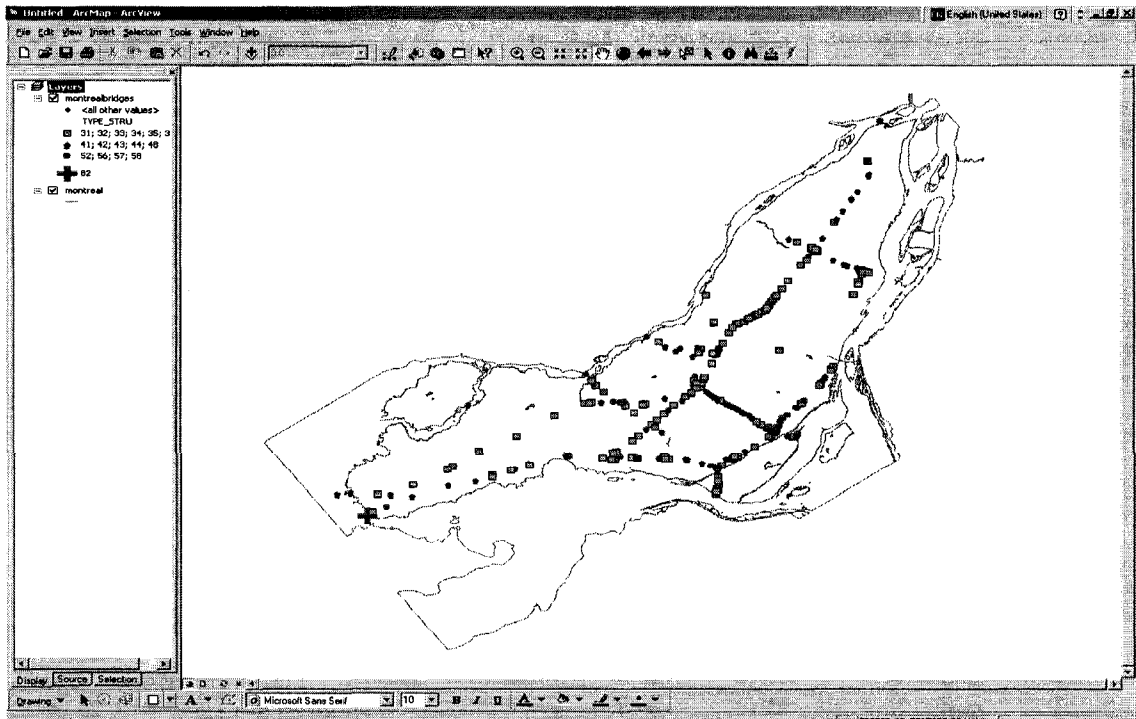 Untitled - ArcMap - ArcView
English (United States)
File Edit View Insert Selection Tools Window Help
Layers
montrealbridges
<all other values>
TYPE_STRU
31; 32; 33; 34; 35; 3
41; 42; 43; 44; 48
52; 56; 57; 58
82
montreal
Display Source Selection
Drawing
A
Microsoft Sans Serif
10
B I U A